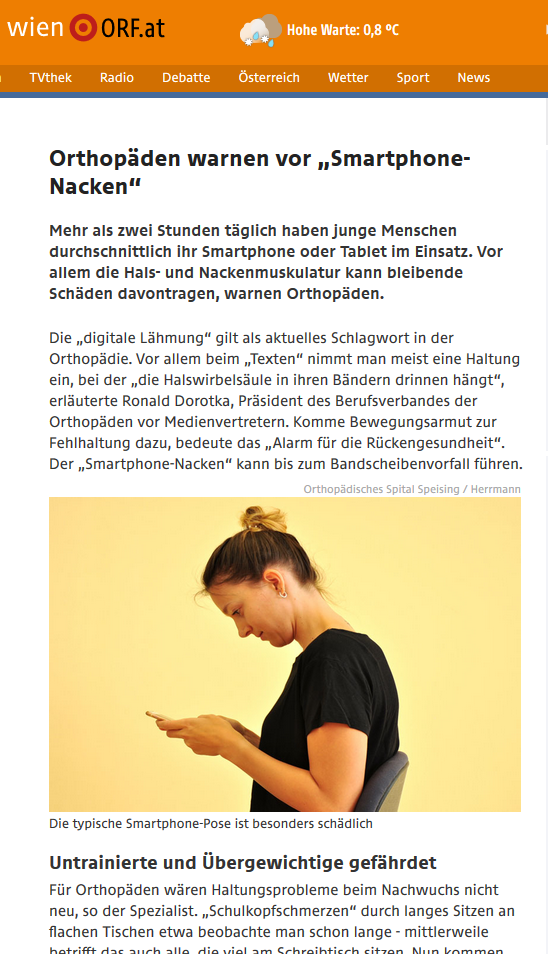 wien ORF.at
Hohe Warte: 0,8 ºC
TVthek Radio Debatte Österreich Wetter Sport News
Orthopäden warnen vor „Smartphone-
Nacken“
Mehr als zwei Stunden täglich haben junge Menschen
durchschnittlich ihr Smartphone oder Tablet im Einsatz. Vor
allem die Hals- und Nackenmuskulatur kann bleibende
Schäden davontragen, warnen Orthopäden.
Die „digitale Lähmung“ gilt als aktuelles Schlagwort in der
Orthopädie. Vor allem beim „Texten“ nimmt man meist eine Haltung
ein, bei der „die Halswirbelsäule in ihren Bändern drinnen hängt“,
erläuterte Ronald Dorotka, Präsident des Berufsverbandes der
Orthopäden vor Medienvertretern. Komme Bewegungsarmut zur
Fehlhaltung dazu, bedeute das „Alarm für die Rückengesundheit“.
Der „Smartphone-Nacken“ kann bis zum Bandscheibenvorfall führen.
Orthopädisches Spital Speising / Herrmann
Die typische Smartphone-Pose ist besonders schädlich
Untrainierte und Übergewichtige gefährdet
Für Orthopäden wären Haltungsprobleme beim Nachwuchs nicht
neu, so der Spezialist. „Schulkopfschmerzen“ durch langes Sitzen an
flachen Tischen etwa beobachte man schon lange - mittlerweile
betrifft das auch alle, die viel am Schreibtisch sitzen. Nun kommen